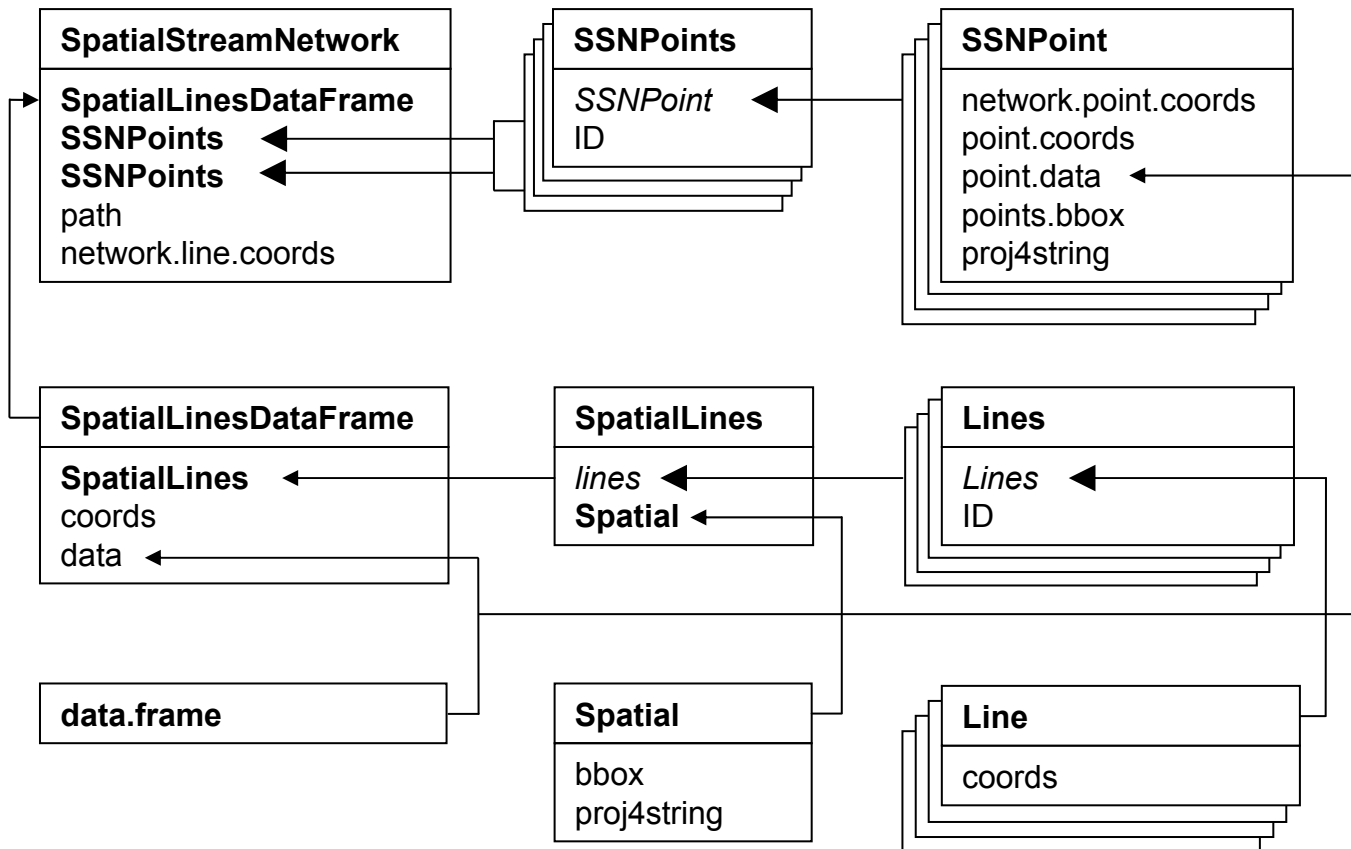 SpatialStreamNetwork
SpatialLinesDataFrame
SSNPoints
SSNPoints
path
network.line.coords
SSNPoints
SSNPoint
ID
SSNPoint
network.point.coords
point.coords
point.data
points.bbox
proj4string
SpatialLinesDataFrame
SpatialLines
coords
data
SpatialLines
lines
Spatial
Lines
Lines
ID
data.frame
Spatial
bbox
proj4string
Line
coords